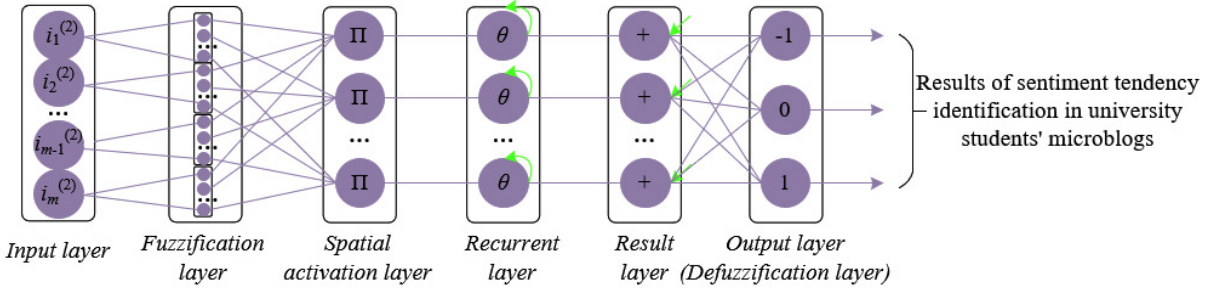 i₁⁽²⁾
i₂⁽²⁾
...
iₘ₋₁⁽²⁾
iₘ⁽²⁾
...
...
...
...
Π
Π
...
Π
θ
θ
...
θ
+
+
...
+
-1
0
1
Results of sentiment tendency
identification in university
students' microblogs
Input layer
Fuzzification
layer
Spatial
activation layer
Recurrent
layer
Result
layer
Output layer
(Defuzzification layer)